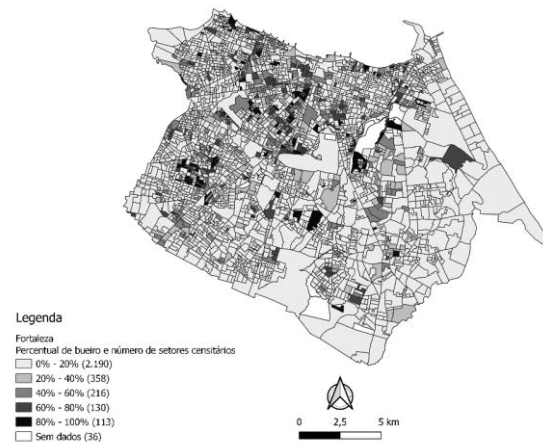 Legenda
Fortaleza
Percentual de bueiro e número de setores censitários
0% - 20% (2.190)
20% - 40% (358)
40% - 60% (216)
60% - 80% (130)
80% - 100% (113)
Sem dados (36)
0 2,5 5 km